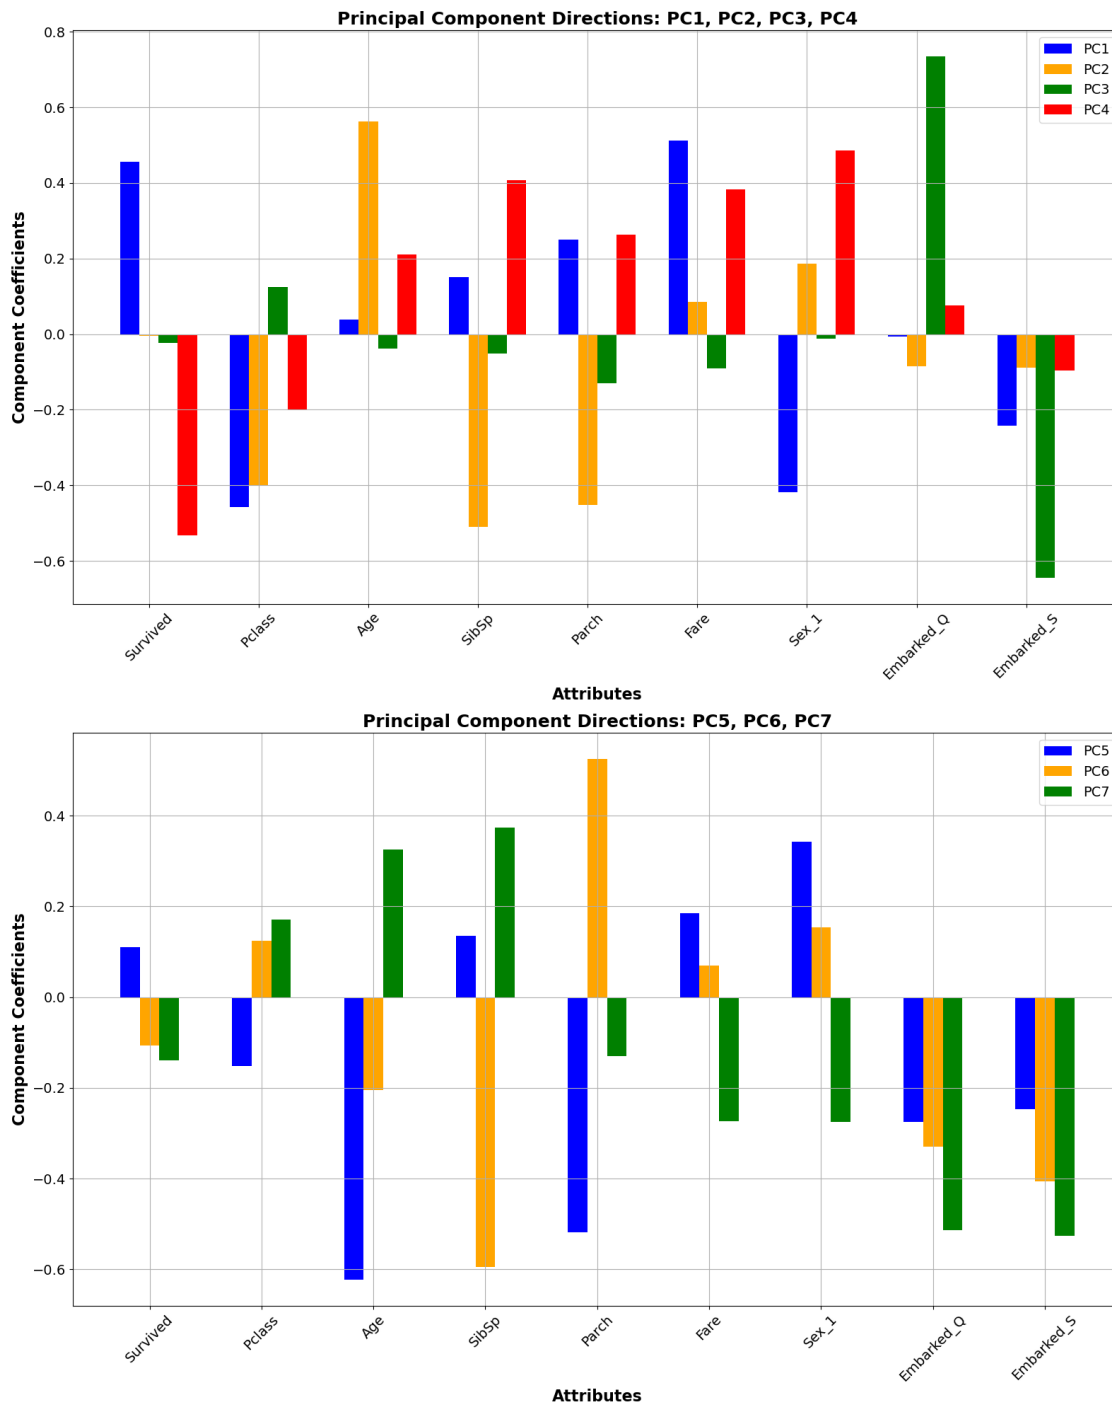 Principal Component Directions: PC1, PC2, PC3, PC4
PC1
PC2
PC3
PC4
Component Coefficients
0.8
0.6
0.4
0.2
0.0
−0.2
−0.4
−0.6
Survived
Pclass
Age
SibSp
Parch
Fare
Sex_1
Embarked_Q
Embarked_S
Attributes
Principal Component Directions: PC5, PC6, PC7
PC5
PC6
PC7
Component Coefficients
0.4
0.2
0.0
−0.2
−0.4
−0.6
Survived
Pclass
Age
SibSp
Parch
Fare
Sex_1
Embarked_Q
Embarked_S
Attributes